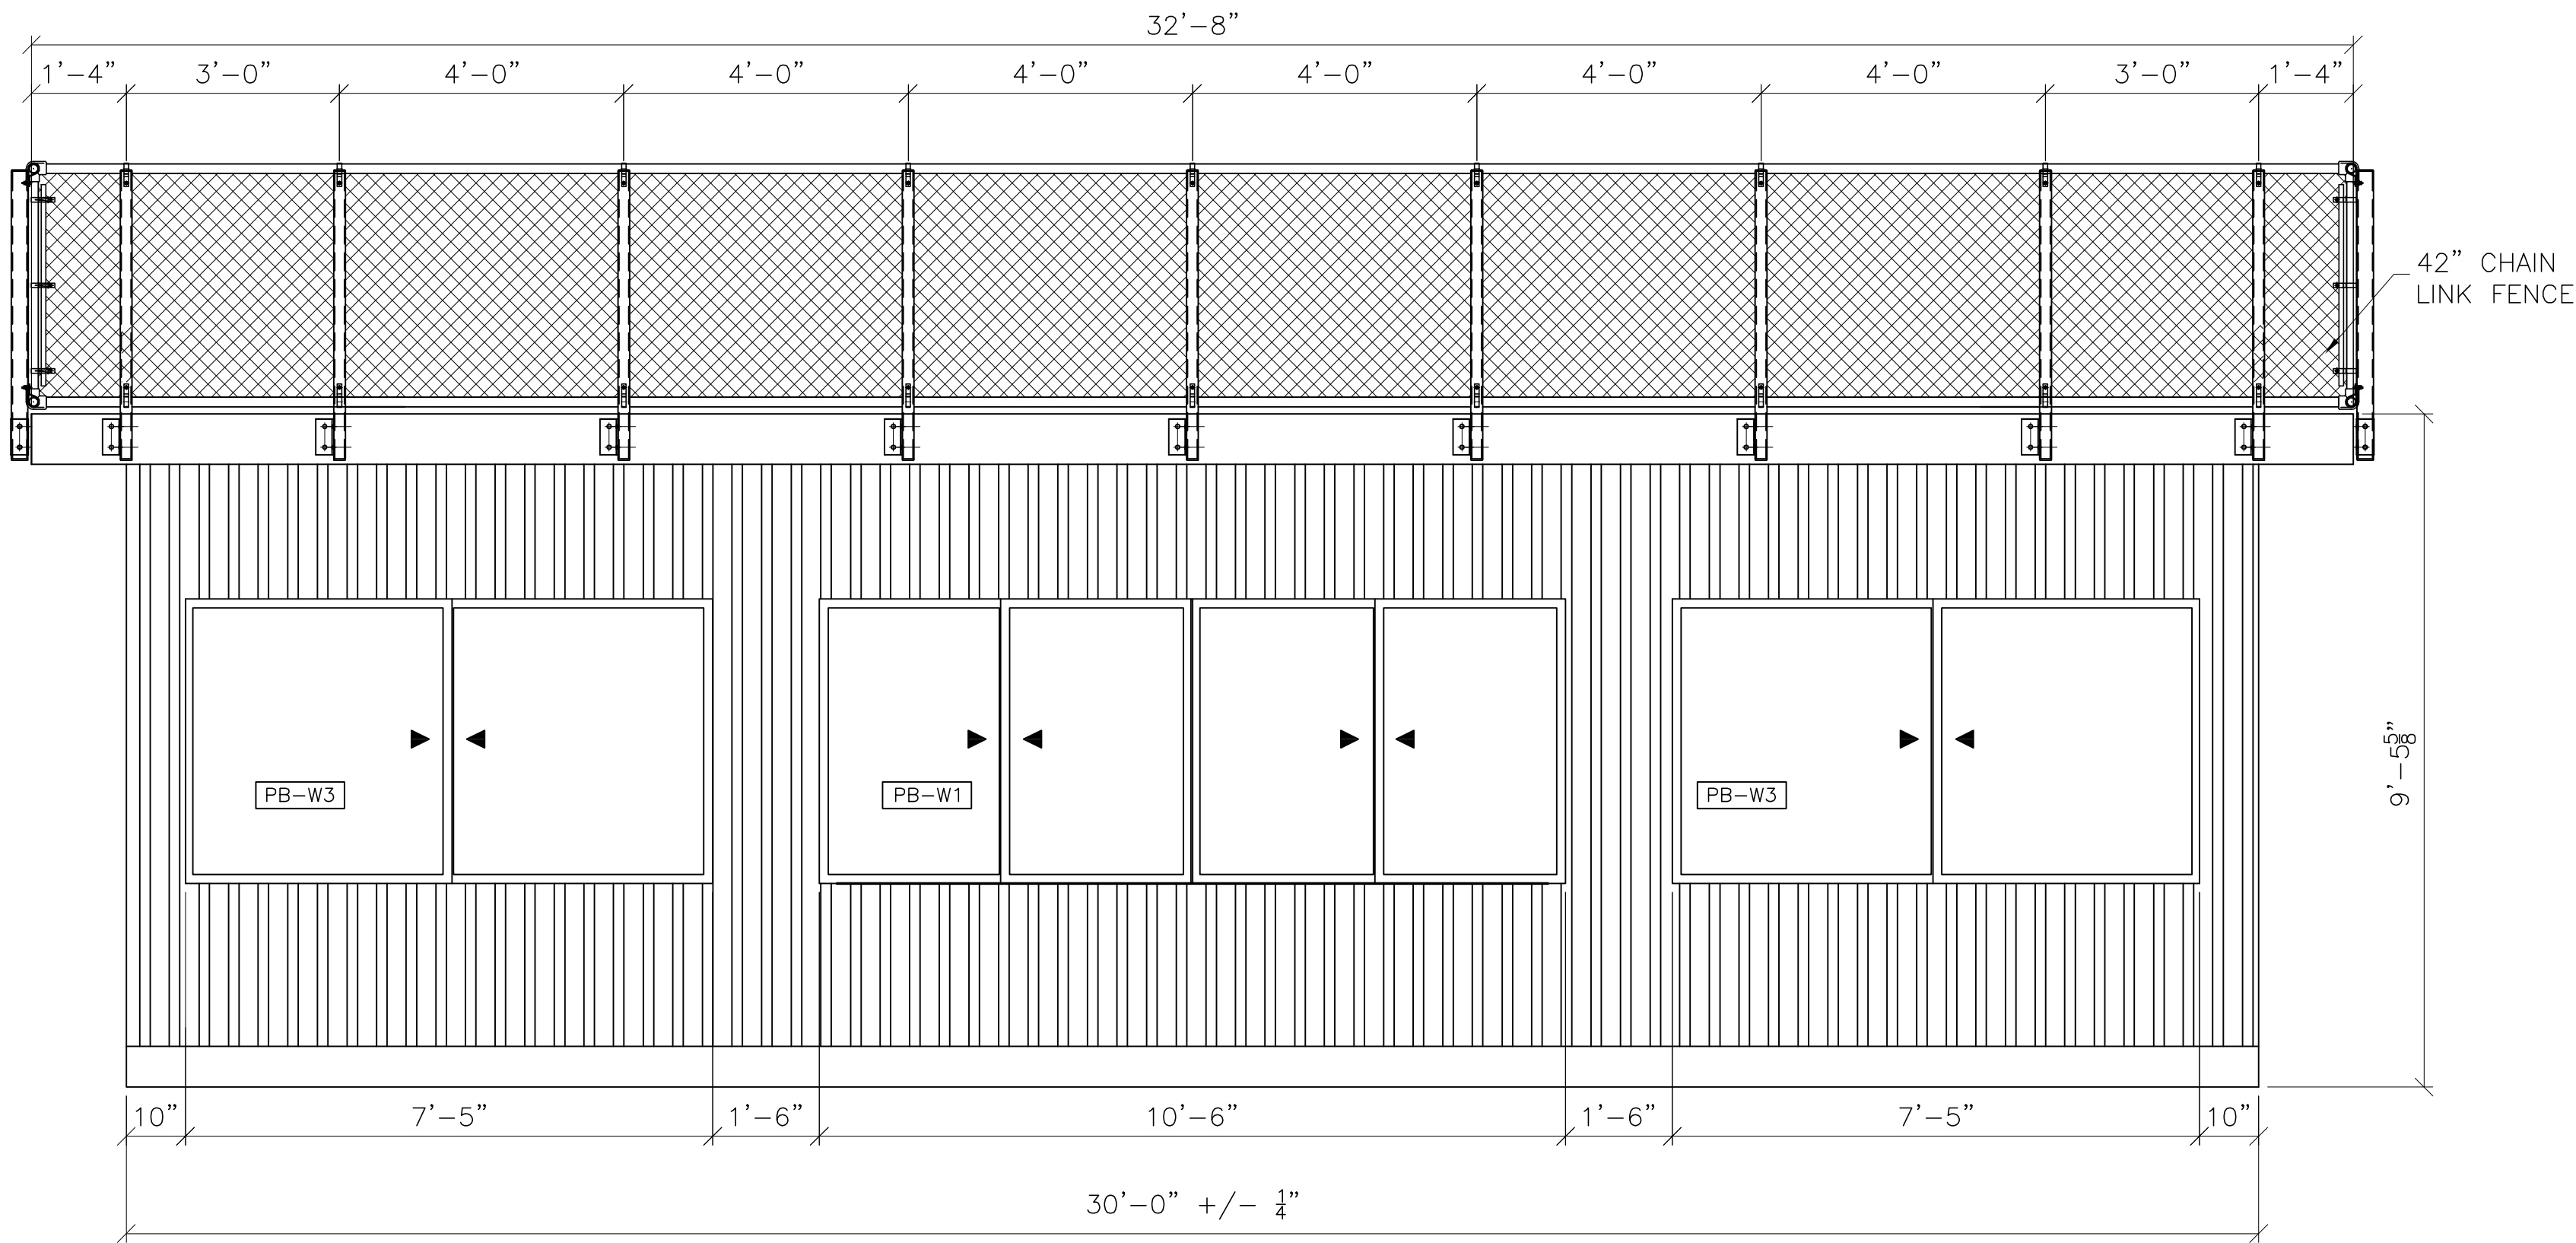 32'-8"
1'-4" 3'-0" 4'-0" 4'-0" 4'-0" 4'-0" 4'-0" 4'-0" 3'-0" 1'-4"
42" CHAIN
LINK FENCE
9'-5 5/8"
PB-W3 PB-W1 PB-W3
10" 7'-5" 1'-6" 10'-6" 1'-6" 7'-5" 10"
30'-0" +/- 1/4"